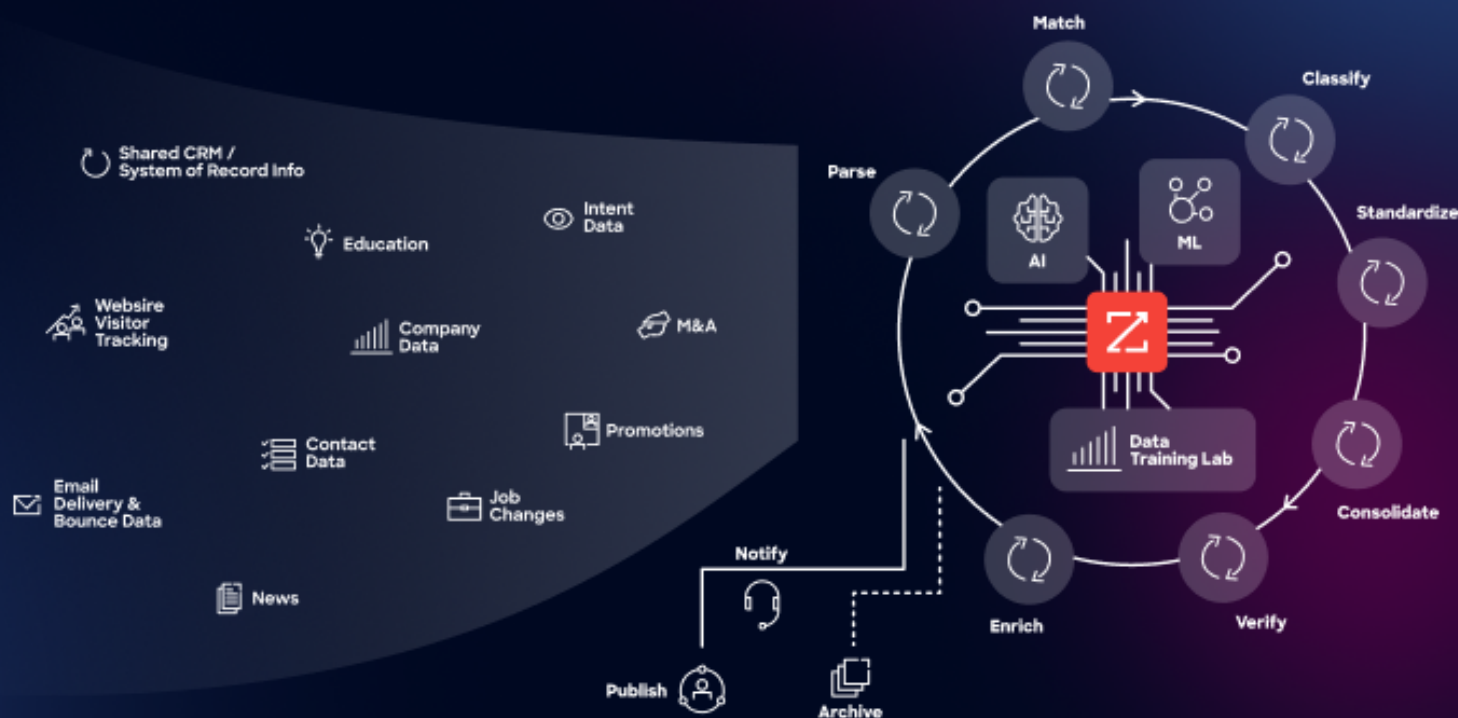 Match
Classify
Shared CRM /
System of Record Info
Parse
Standardize
Intent
Data
Education
AI
ML
Websire
Visitor
Tracking
Company
Data
M&A
Promotions
Contact
Data
Data
Training Lab
Email
Delivery &
Bounce Data
Job
Changes
Consolidate
Notify
News
Enrich
Verify
Publish
Archive